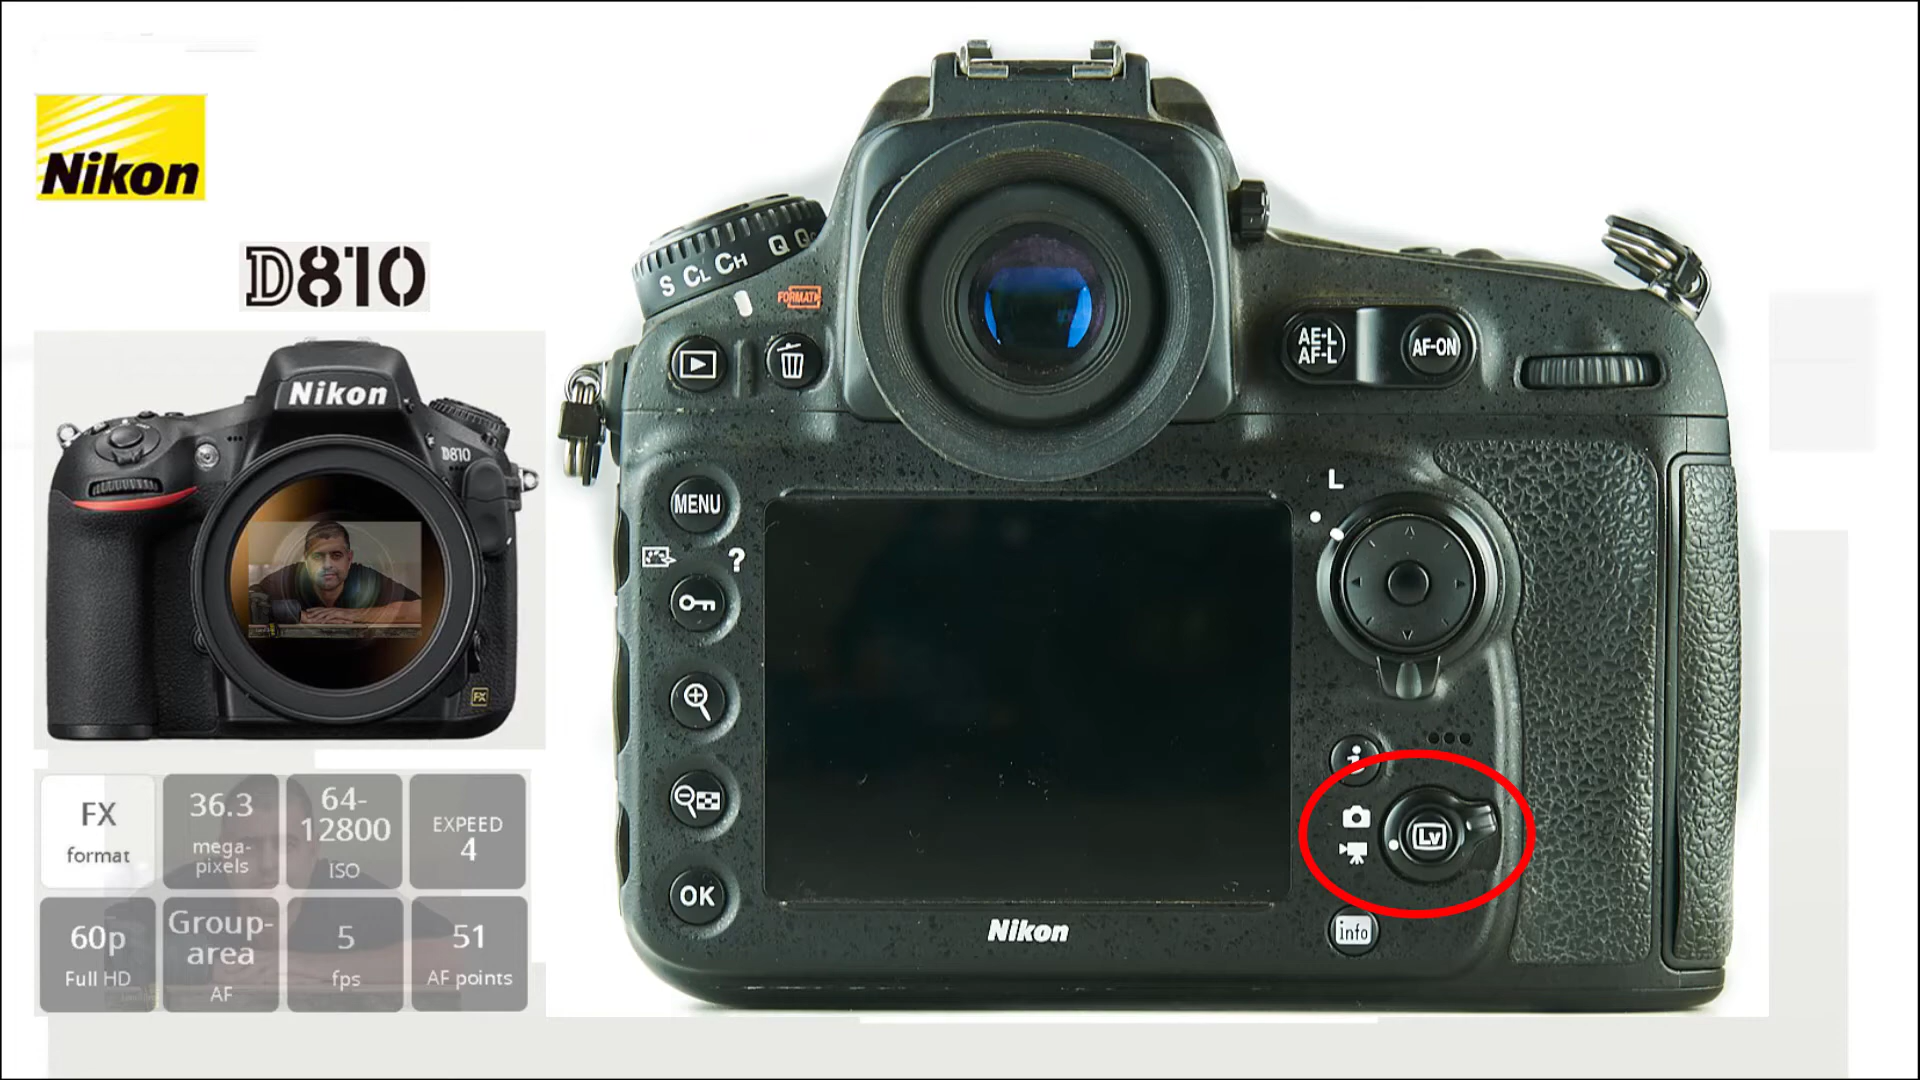 Nikon
D810
Nikon
D810
FX
FX
format
36.3
mega-
pixels
64-
12800
ISO
EXPEED
4
60p
Full HD
Group-
area
AF
5
fps
51
AF points
S CL CH Q
FORMAT
AE-L
AF-L
AF-ON
MENU
?
L
i
Lv
OK
Nikon
info